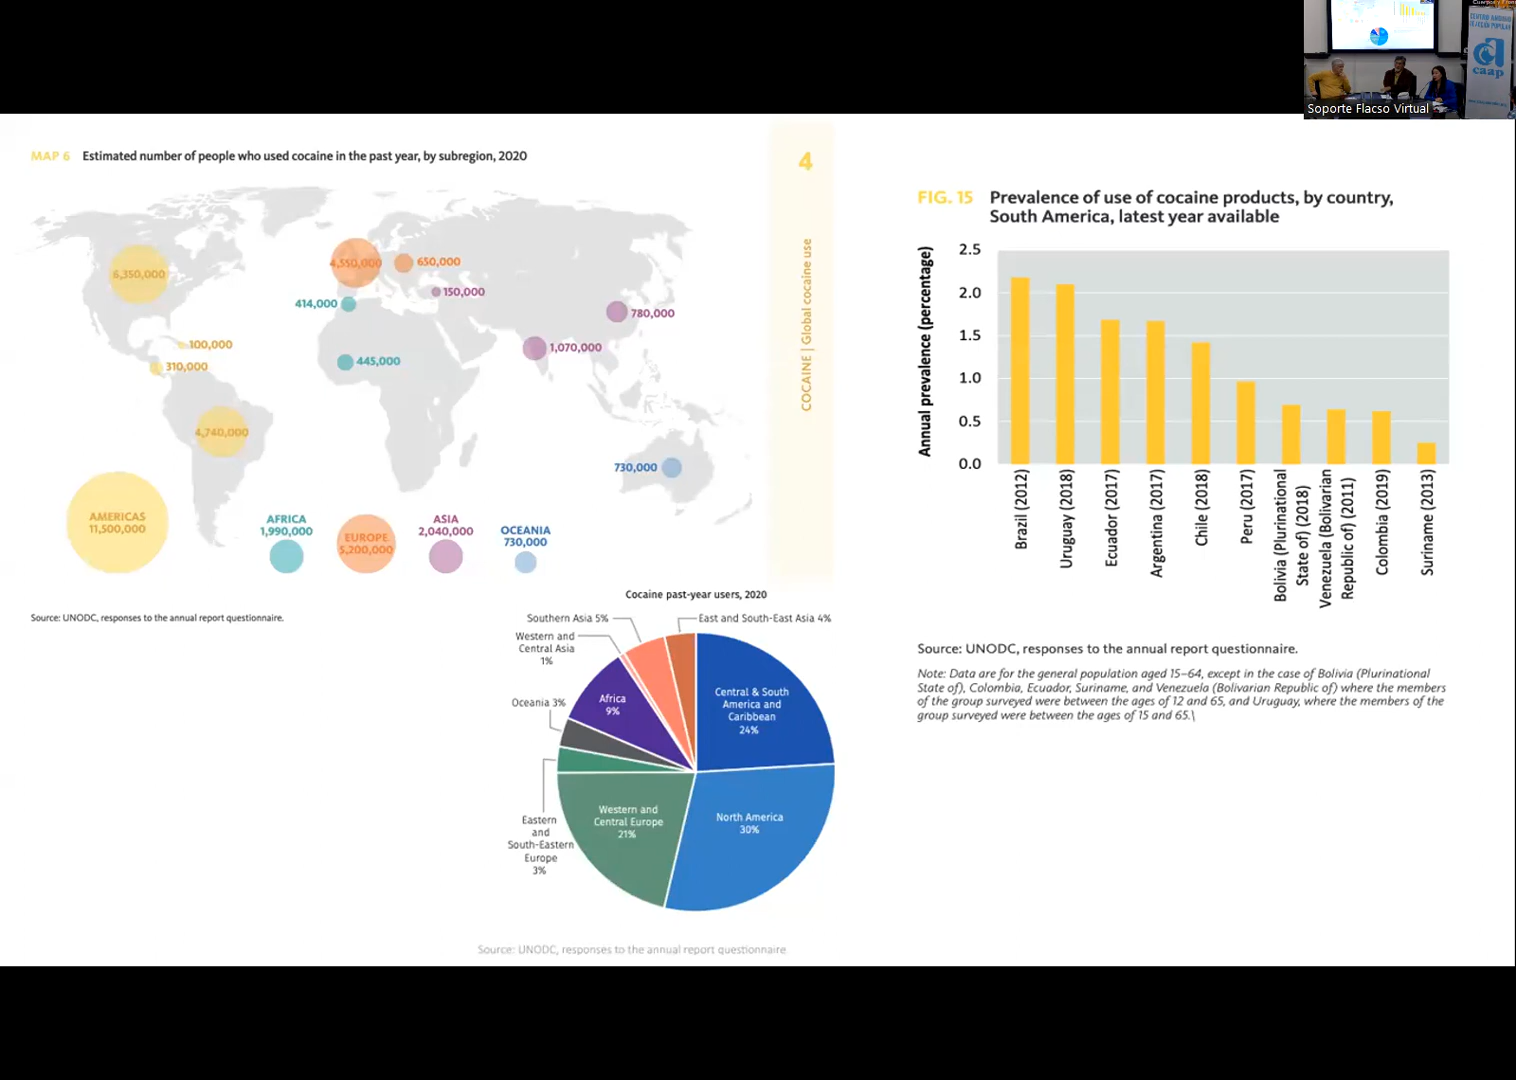 Soporte Flacso Virtual
caap
MAP 6 Estimated number of people who used cocaine in the past year, by subregion, 2020
6,350,000
4,550,000
650,000
150,000
414,000
780,000
1,070,000
100,000
310,000
445,000
4,740,000
730,000
AMERICAS
11,500,000
AFRICA
1,990,000
EUROPE
5,200,000
ASIA
2,040,000
OCEANIA
730,000
Source: UNODC, responses to the annual report questionnaire.
4
COCAINE | Global cocaine use
Cocaine past-year users, 2020
Southern Asia 5%
East and South-East Asia 4%
Western and
Central Asia
1%
Central & South
America and
Caribbean
24%
Africa
9%
Oceania 3%
Western and
Central Europe
21%
North America
30%
Eastern
and
South-Eastern
Europe
3%
Source: UNODC, responses to the annual report questionnaire
FIG. 15 Prevalence of use of cocaine products, by country,
South America, latest year available
Annual prevalence (percentage)
2.5
2.0
1.5
1.0
0.5
0.0
Brazil (2012)
Uruguay (2018)
Ecuador (2017)
Argentina (2017)
Chile (2018)
Peru (2017)
Bolivia (Plurinational
State of) (2018)
Venezuela (Bolivarian
Republic of) (2011)
Colombia (2019)
Suriname (2013)
Source: UNODC, responses to the annual report questionnaire.
Note: Data are for the general population aged 15–64, except in the case of Bolivia (Plurinational
State of), Colombia, Ecuador, Suriname, and Venezuela (Bolivarian Republic of) where the members
of the group surveyed were between the ages of 12 and 65, and Uruguay, where the members of the
group surveyed were between the ages of 15 and 65.\